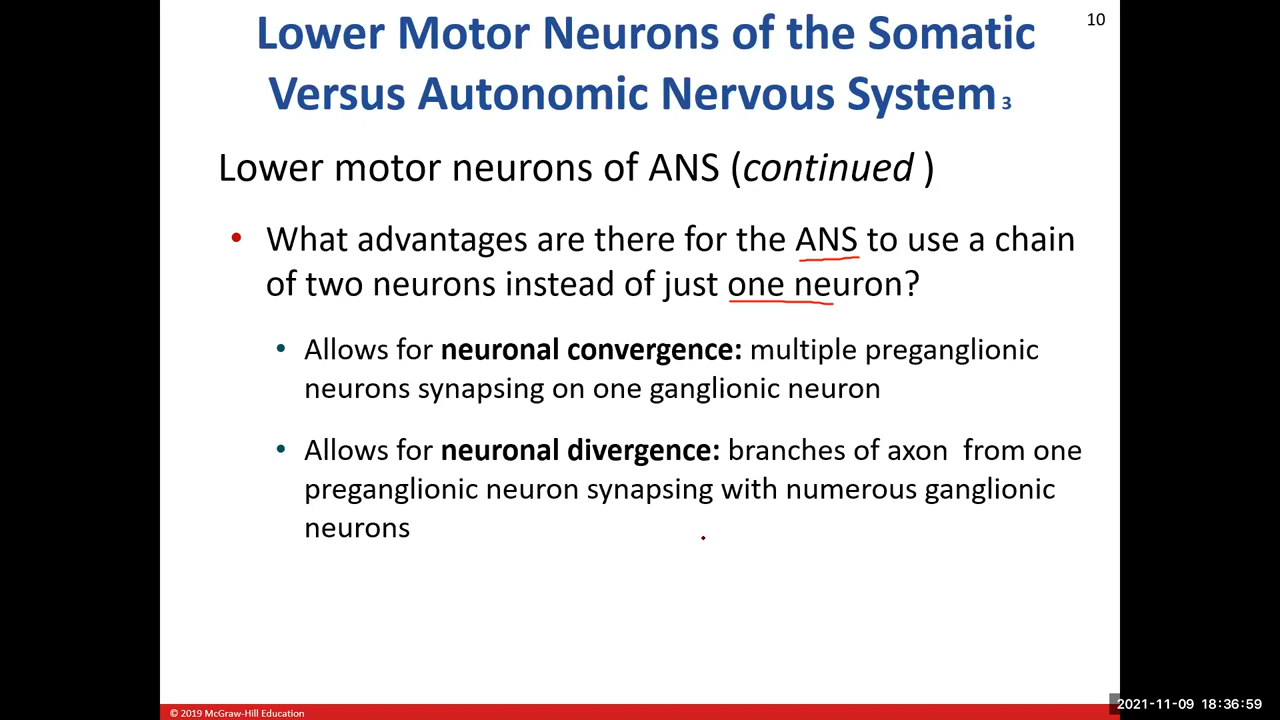 10
Lower Motor Neurons of the Somatic
Versus Autonomic Nervous System 3
Lower motor neurons of ANS (continued )
• What advantages are there for the ANS to use a chain
of two neurons instead of just one neuron?
• Allows for neuronal convergence: multiple preganglionic
neurons synapsing on one ganglionic neuron
• Allows for neuronal divergence: branches of axon  from one
preganglionic neuron synapsing with numerous ganglionic
neurons
© 2019 McGraw-Hill Education
2021-11-09 18:36:59